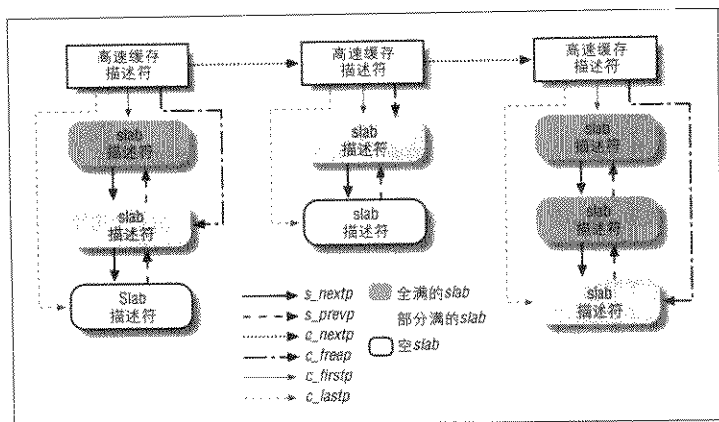 高速缓存
描述符
slab
描述符
slab
描述符
Slab
描述符
高速缓存
描述符
slab
描述符
slab
描述符
高速缓存
描述符
slab
描述符
slab
描述符
slab
描述符
s_nextp
s_prevp
c_nextp
c_freep
c_firstp
c_lastp
全满的slab
部分满的slab
空slab